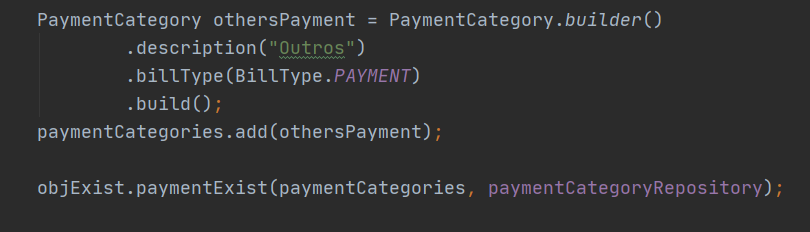 PaymentCategory othersPayment = PaymentCategory.builder()
.description("Outros")
.billType(BillType.PAYMENT)
.build();
paymentCategories.add(othersPayment);
objExist.paymentExist(paymentCategories, paymentCategoryRepository);